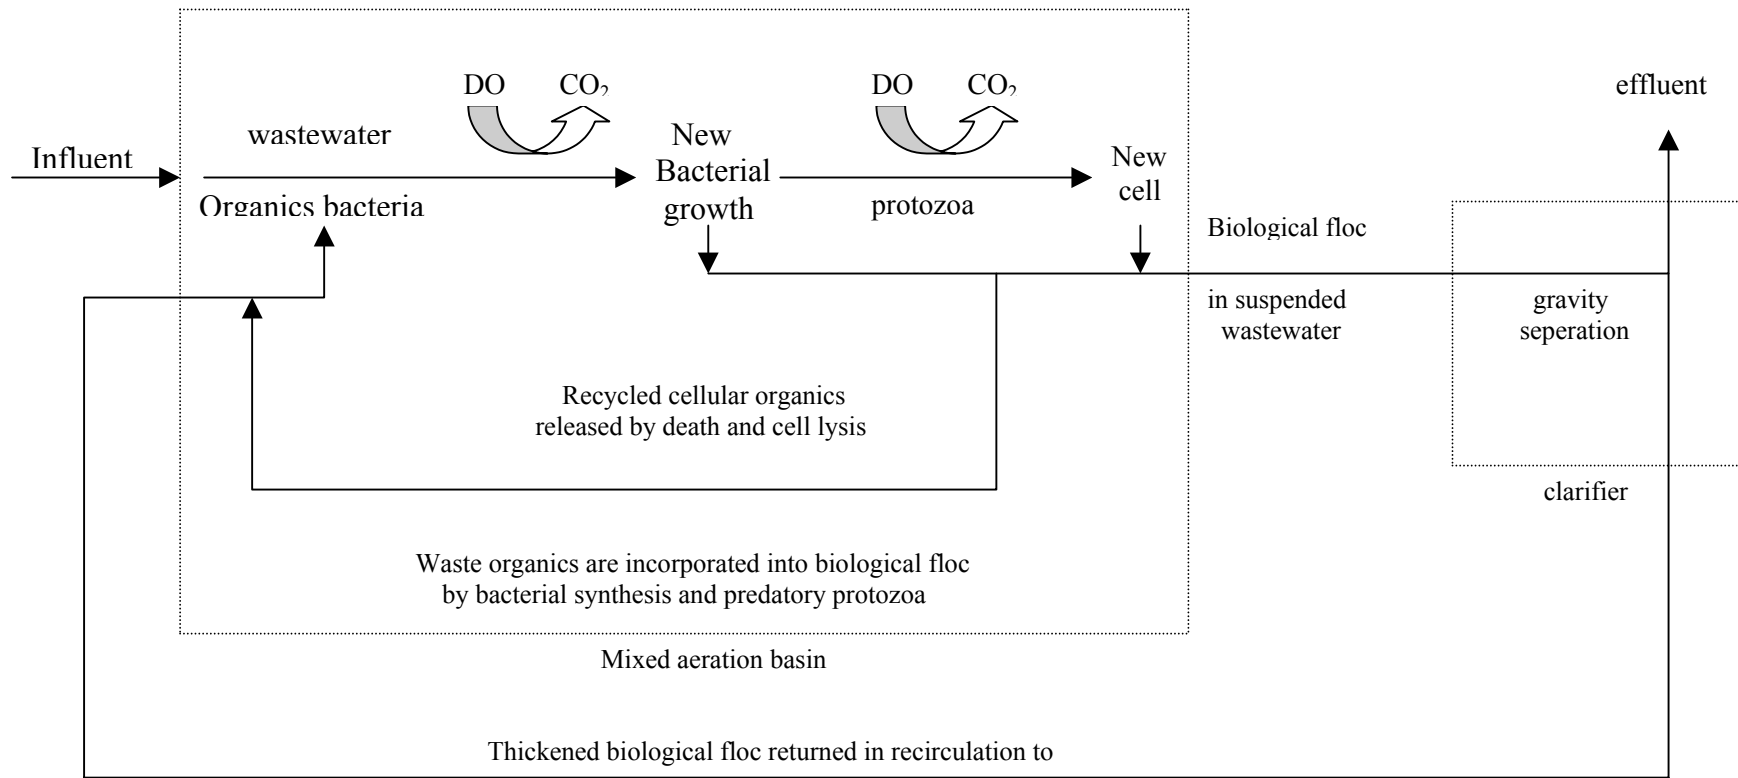 DO
CO₂
DO
CO₂
effluent
wastewater
New
Bacterial
growth
Influent
New
cell
Organics bacteria
protozoa
Biological floc
in suspended
wastewater
gravity
seperation
Recycled cellular organics
released by death and cell lysis
clarifier
Waste organics are incorporated into biological floc
by bacterial synthesis and predatory protozoa
Mixed aeration basin
Thickened biological floc returned in recirculation to